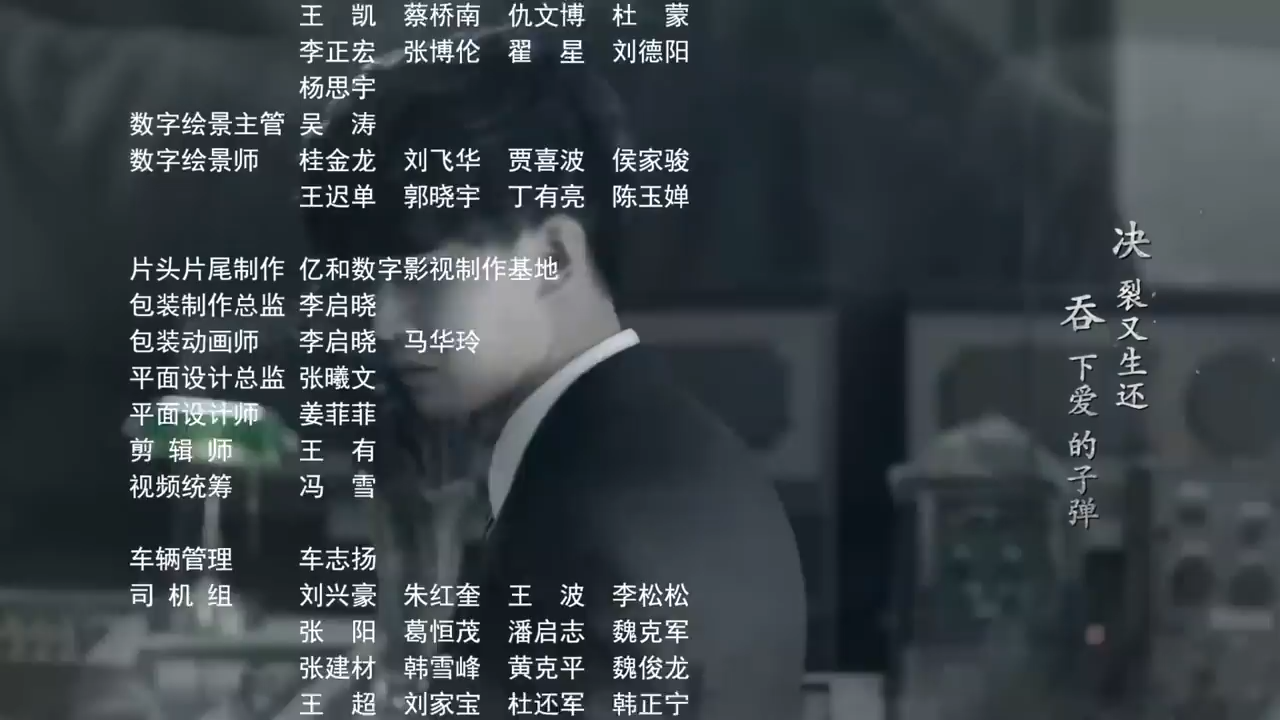 王　凯　蔡桥南　仇文博　杜　蒙
李正宏　张博伦　翟　星　刘德阳
杨思宇
数字绘景主管 吴　涛
数字绘景师 桂金龙　刘飞华　贾喜波　侯家骏
王迟单　郭晓宇　丁有亮　陈玉婵
片头片尾制作 亿和数字影视制作基地
包装制作总监 李启晓
包装动画师 李启晓　马华玲
平面设计总监 张曦文
平面设计师 姜菲菲
剪 辑 师 王　有
视频统筹 冯　雪
车辆管理 车志扬
司 机 组 刘兴豪　朱红奎　王　波　李松松
张　阳　葛恒茂　潘启志　魏克军
张建材　韩雪峰　黄克平　魏俊龙
王　超　刘家宝　杜还军　韩正宁
决裂又生还
吞下爱的子弹